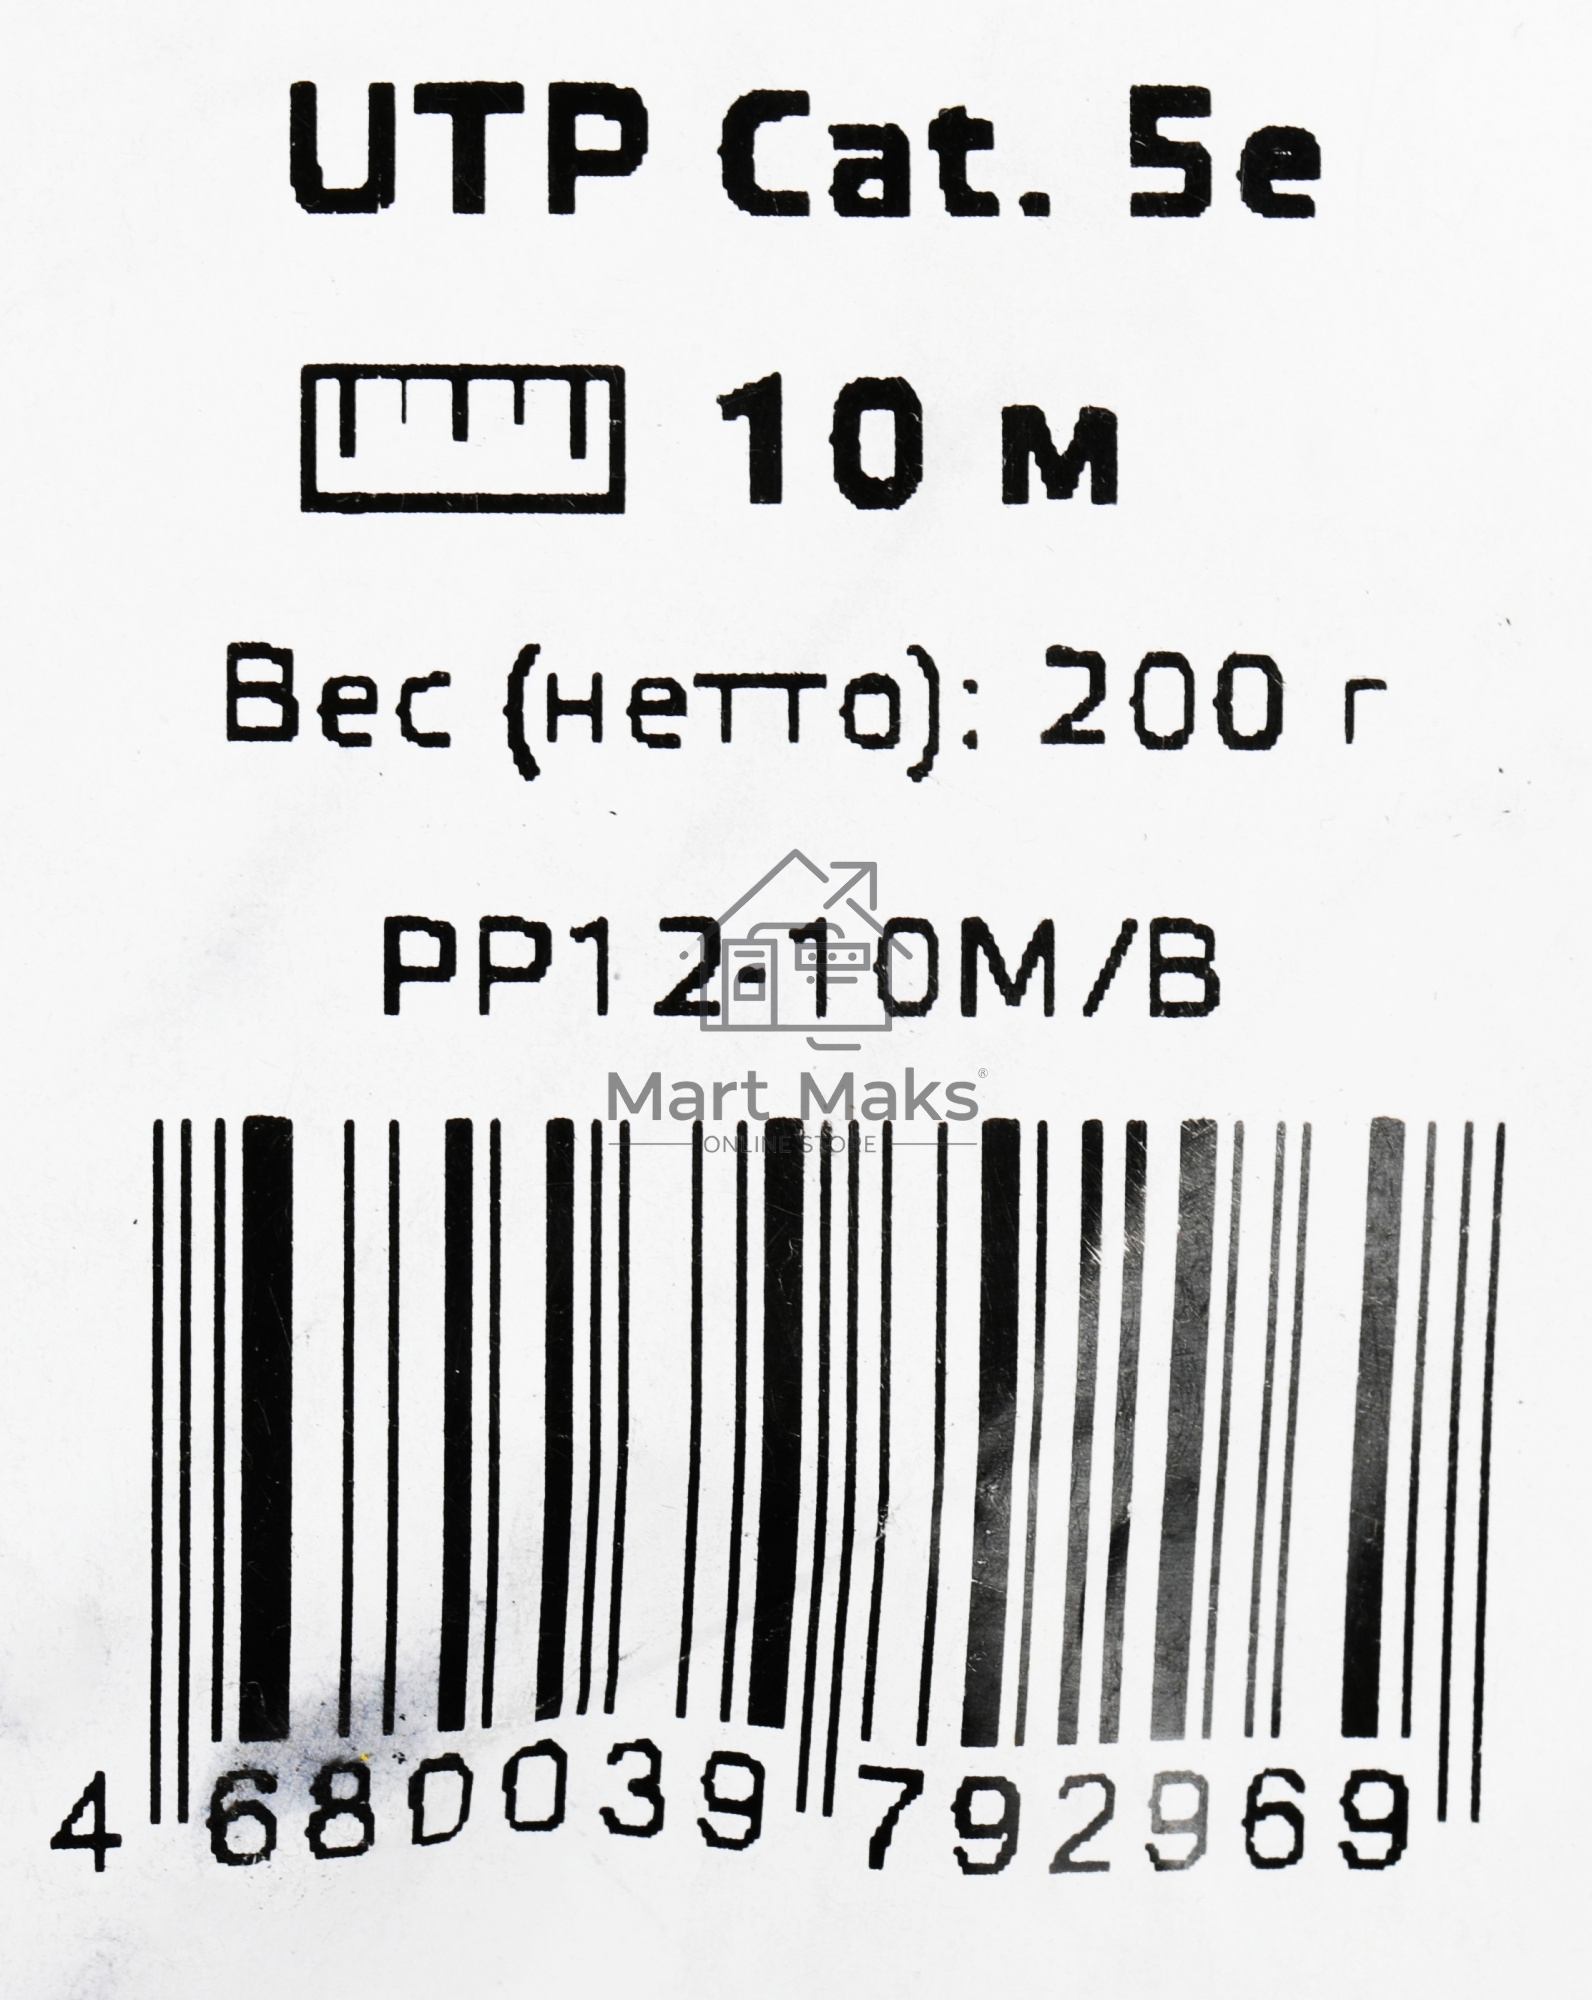 UTP Cat. 5e
10 м
Вес (нетто): 200 г
PP12-10M/B
Mart Maks®
ONLINE STORE
4 680039 792969